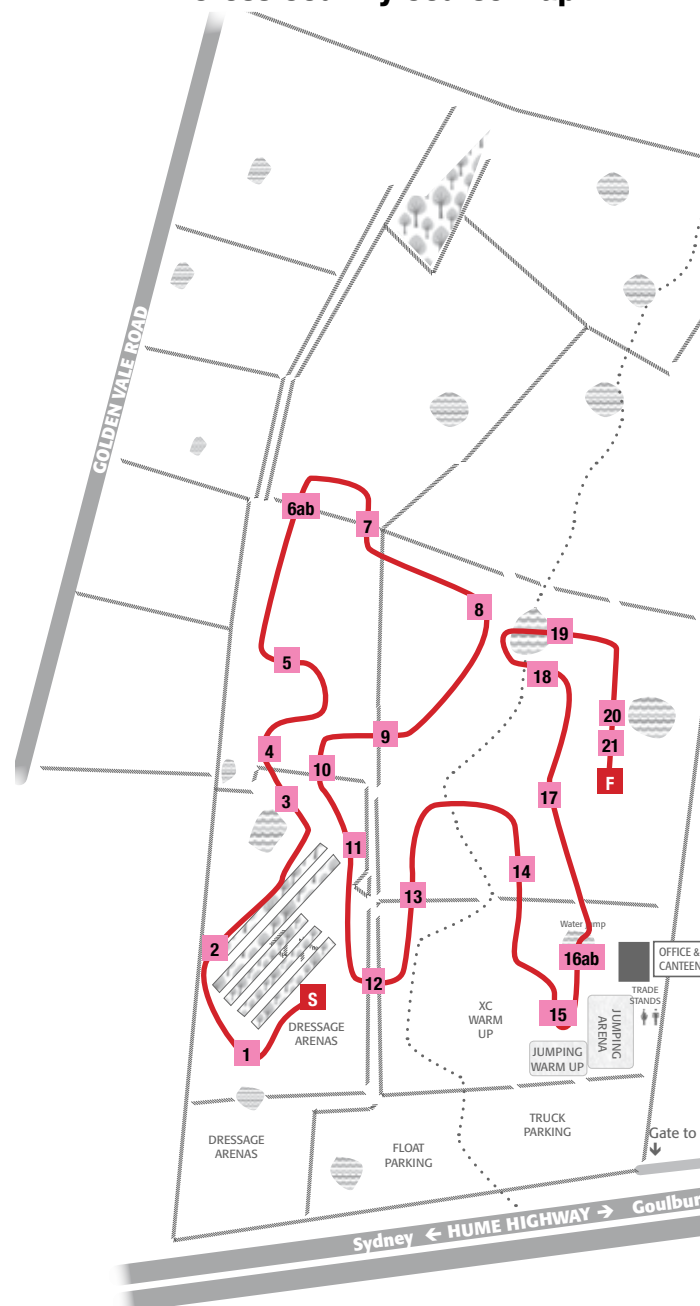 GOLDEN VALE ROAD
6ab
7
8
19
18
5
20
4
9
21
10
F
3
17
11
14
13
Water jump
2
16ab
OFFICE &
CANTEEN
12
TRADE
STANDS
S
XC
WARM
UP
15
JUMPING
ARENA
DRESSAGE
ARENAS
1
JUMPING
WARM UP
TRUCK
PARKING
DRESSAGE
ARENAS
FLOAT
PARKING
Gate to
Sydney ← HUME HIGHWAY → Goulbur